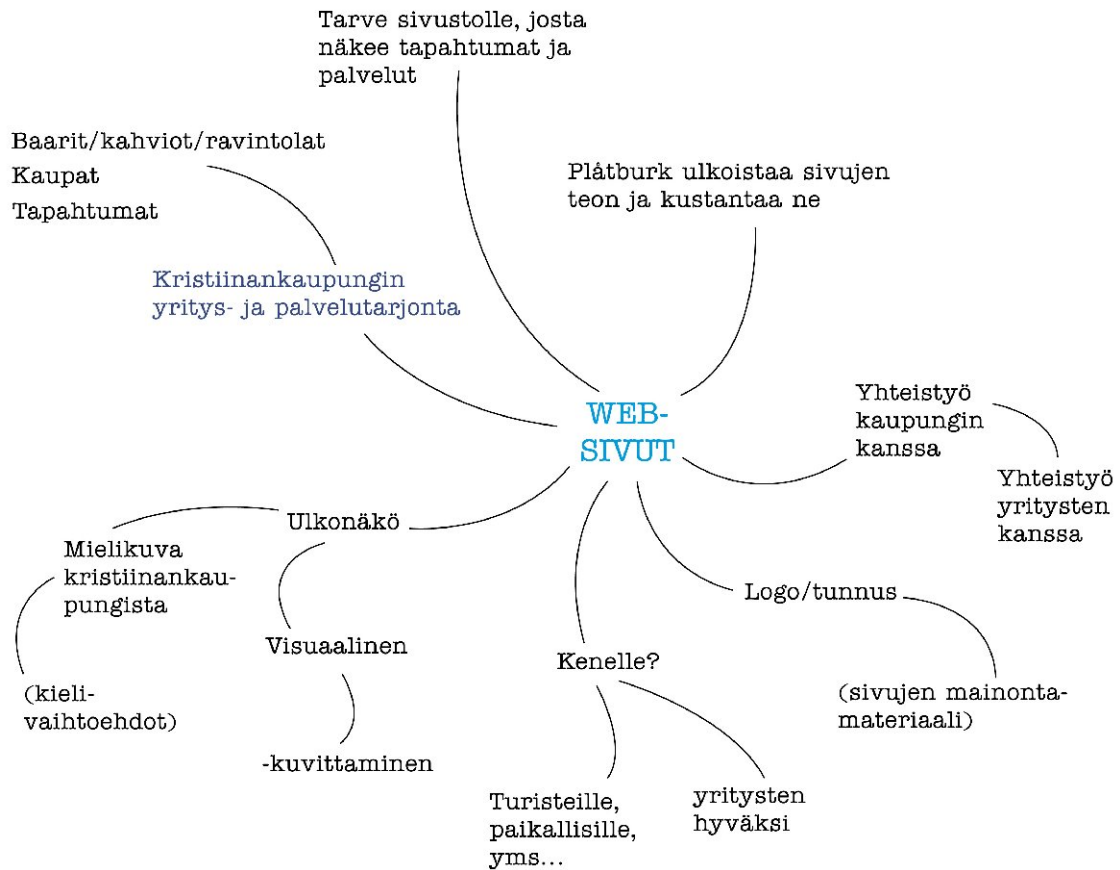 Tarve sivustolle, josta
näkee tapahtumat ja
palvelut
Baarit/kahviot/ravintolat
Kaupat
Tapahtumat
Plåtburk ulkoistaa sivujen
teon ja kustantaa ne
Kristiinankaupungin
yritys- ja palvelutarjonta
WEB-
SIVUT
Yhteistyö
kaupungin
kanssa
Yhteistyö
yritysten
kanssa
Ulkonäkö
Mielikuva
kristiinankau-
pungista
(kieli-
vaihtoehdot)
Visuaalinen
-kuvittaminen
Kenelle?
Turisteille,
paikallisille,
yms...
yritysten
hyväksi
Logo/tunnus
(sivujen mainonta-
materiaali)